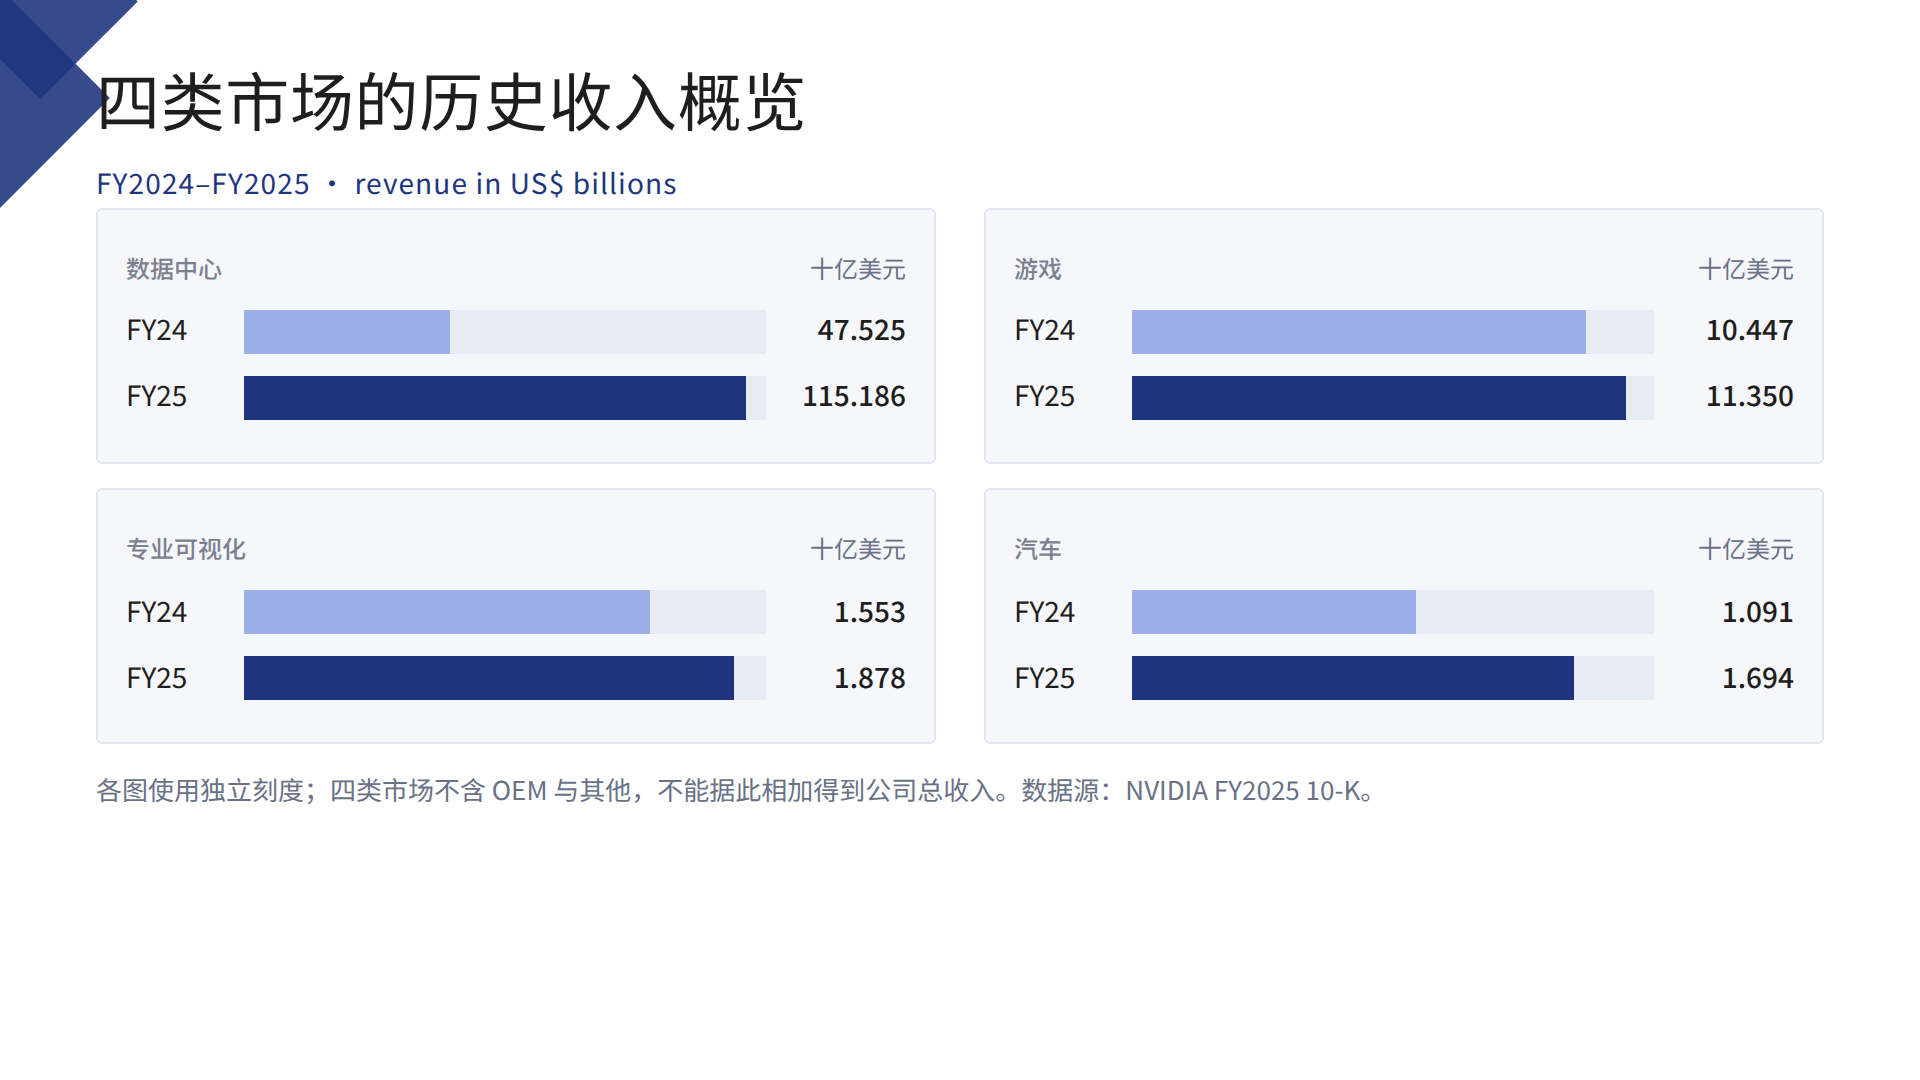 四类市场的历史收入概览
FY2024–FY2025 • revenue in US$ billions
数据中心 十亿美元
FY24 47.525
FY25 115.186
游戏 十亿美元
FY24 10.447
FY25 11.350
专业可视化 十亿美元
FY24 1.553
FY25 1.878
汽车 十亿美元
FY24 1.091
FY25 1.694
各图使用独立刻度；四类市场不含 OEM 与其他，不能据此相加得到公司总收入。数据源：NVIDIA FY2025 10-K。